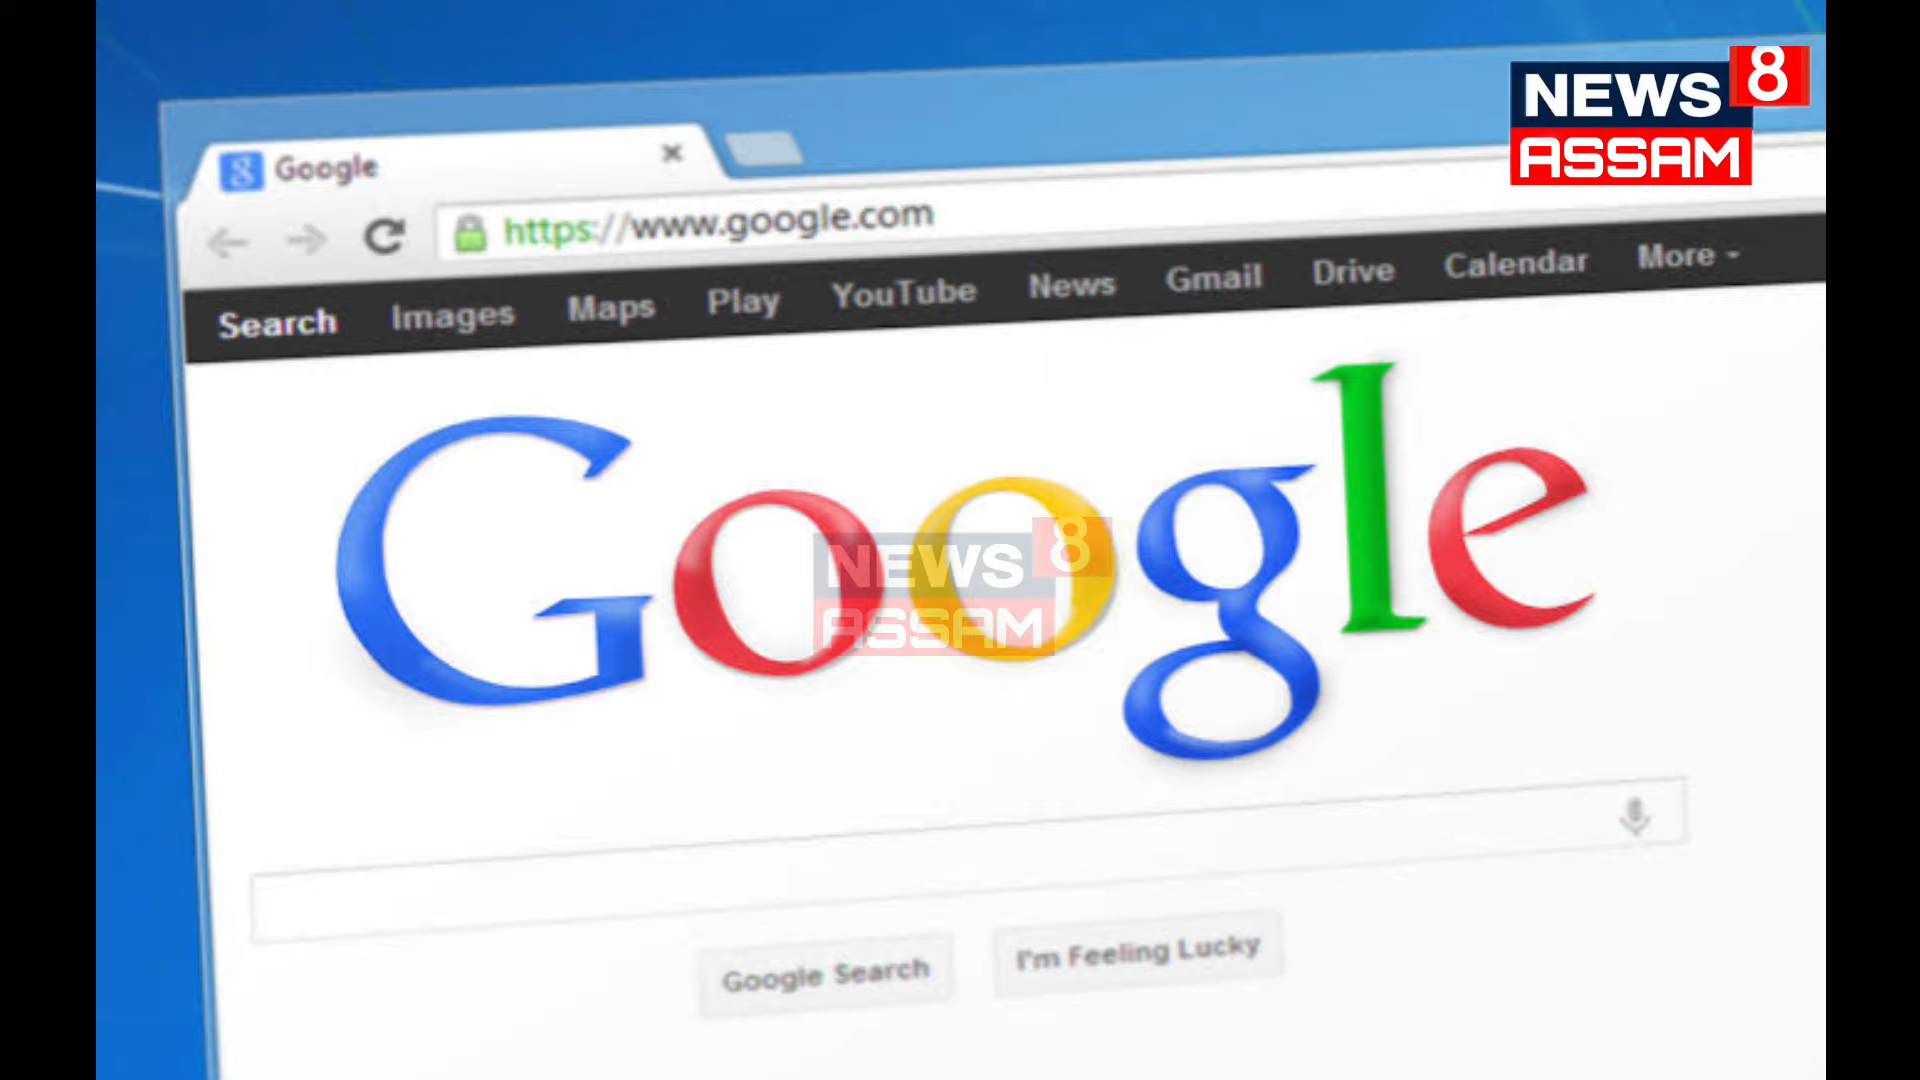 NEWS 8
ASSAM
Google
https://www.google.com
Search Images Maps Play YouTube News Gmail Drive Calendar More
Google
NEWS 8
ASSAM
Google Search I'm Feeling Lucky